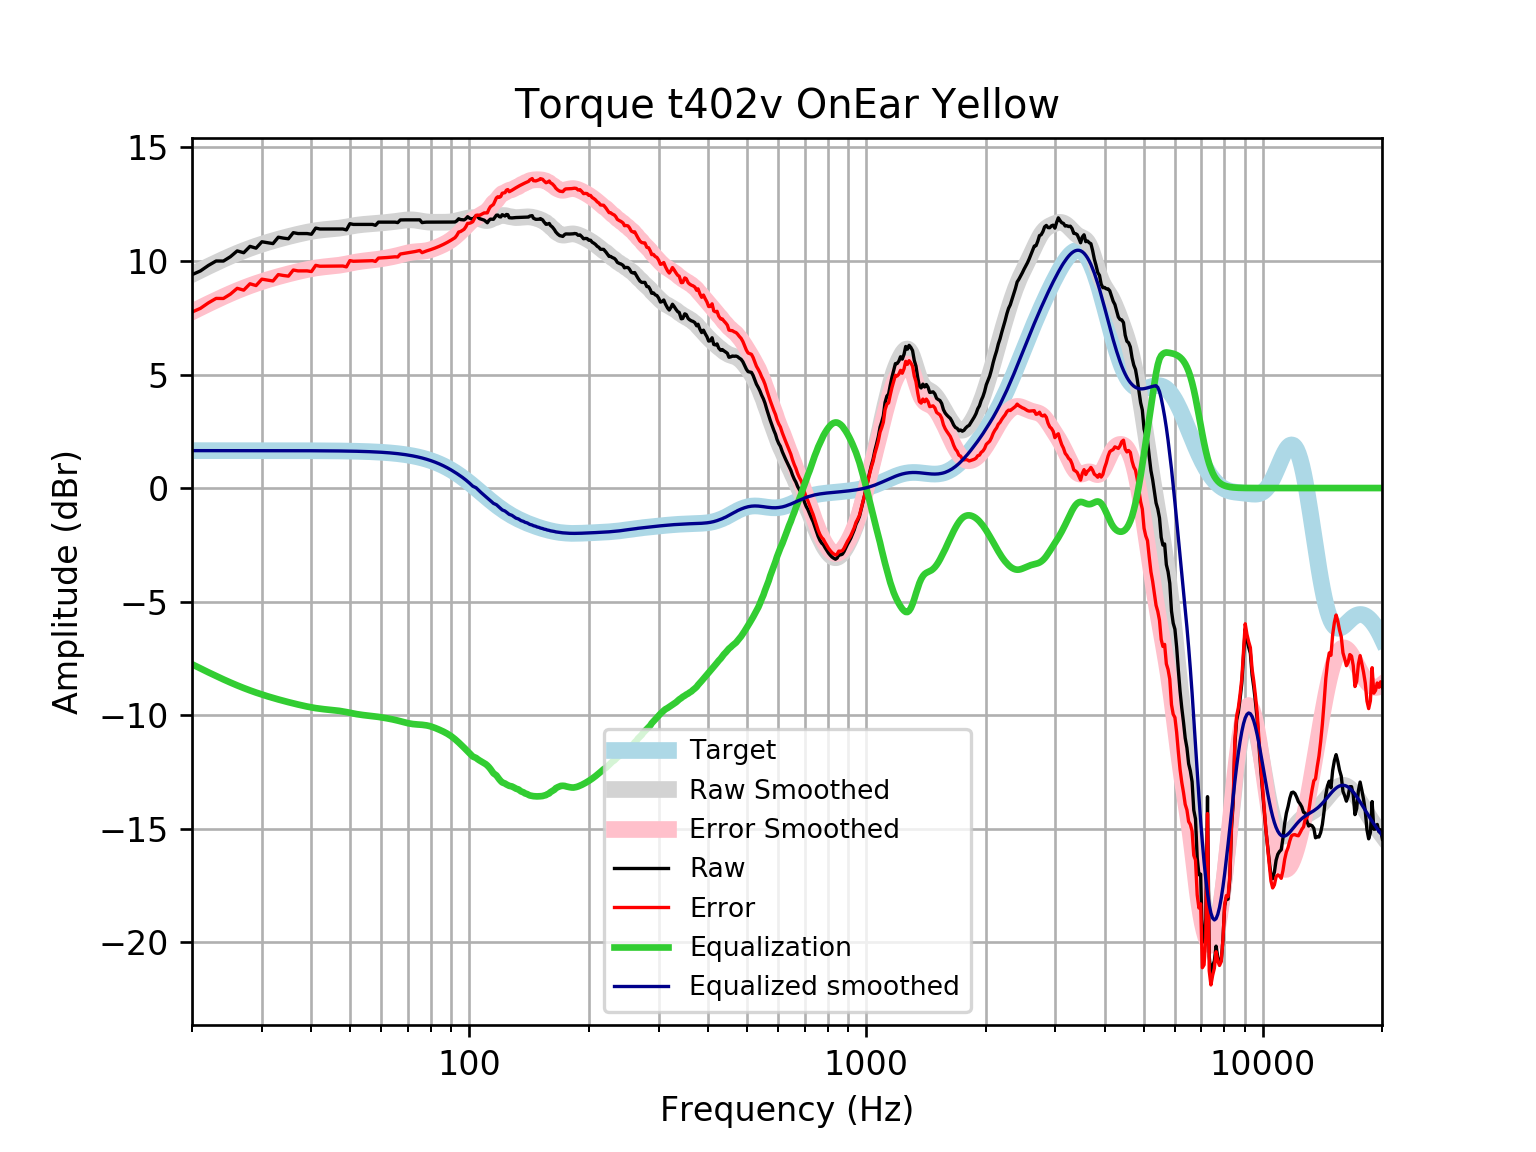 Torque t402v OnEar Yellow
15
10
5
0
−5
−10
−15
−20
Amplitude (dBr)
Target
Raw Smoothed
Error Smoothed
Raw
Error
Equalization
Equalized smoothed
100 1000 10000
Frequency (Hz)